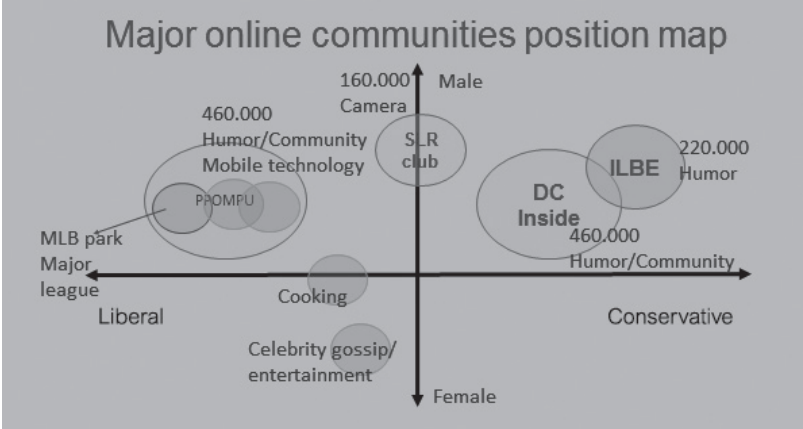 Major online communities position map
160.000
Camera
Male
460.000
Humor/Community
Mobile technology
SLR
club
ILBE
220.000
Humor
DC
Inside
PPOMPU
460.000
Humor/Community
MLB park
Major
league
Cooking
Liberal
Conservative
Celebrity gossip/
entertainment
Female